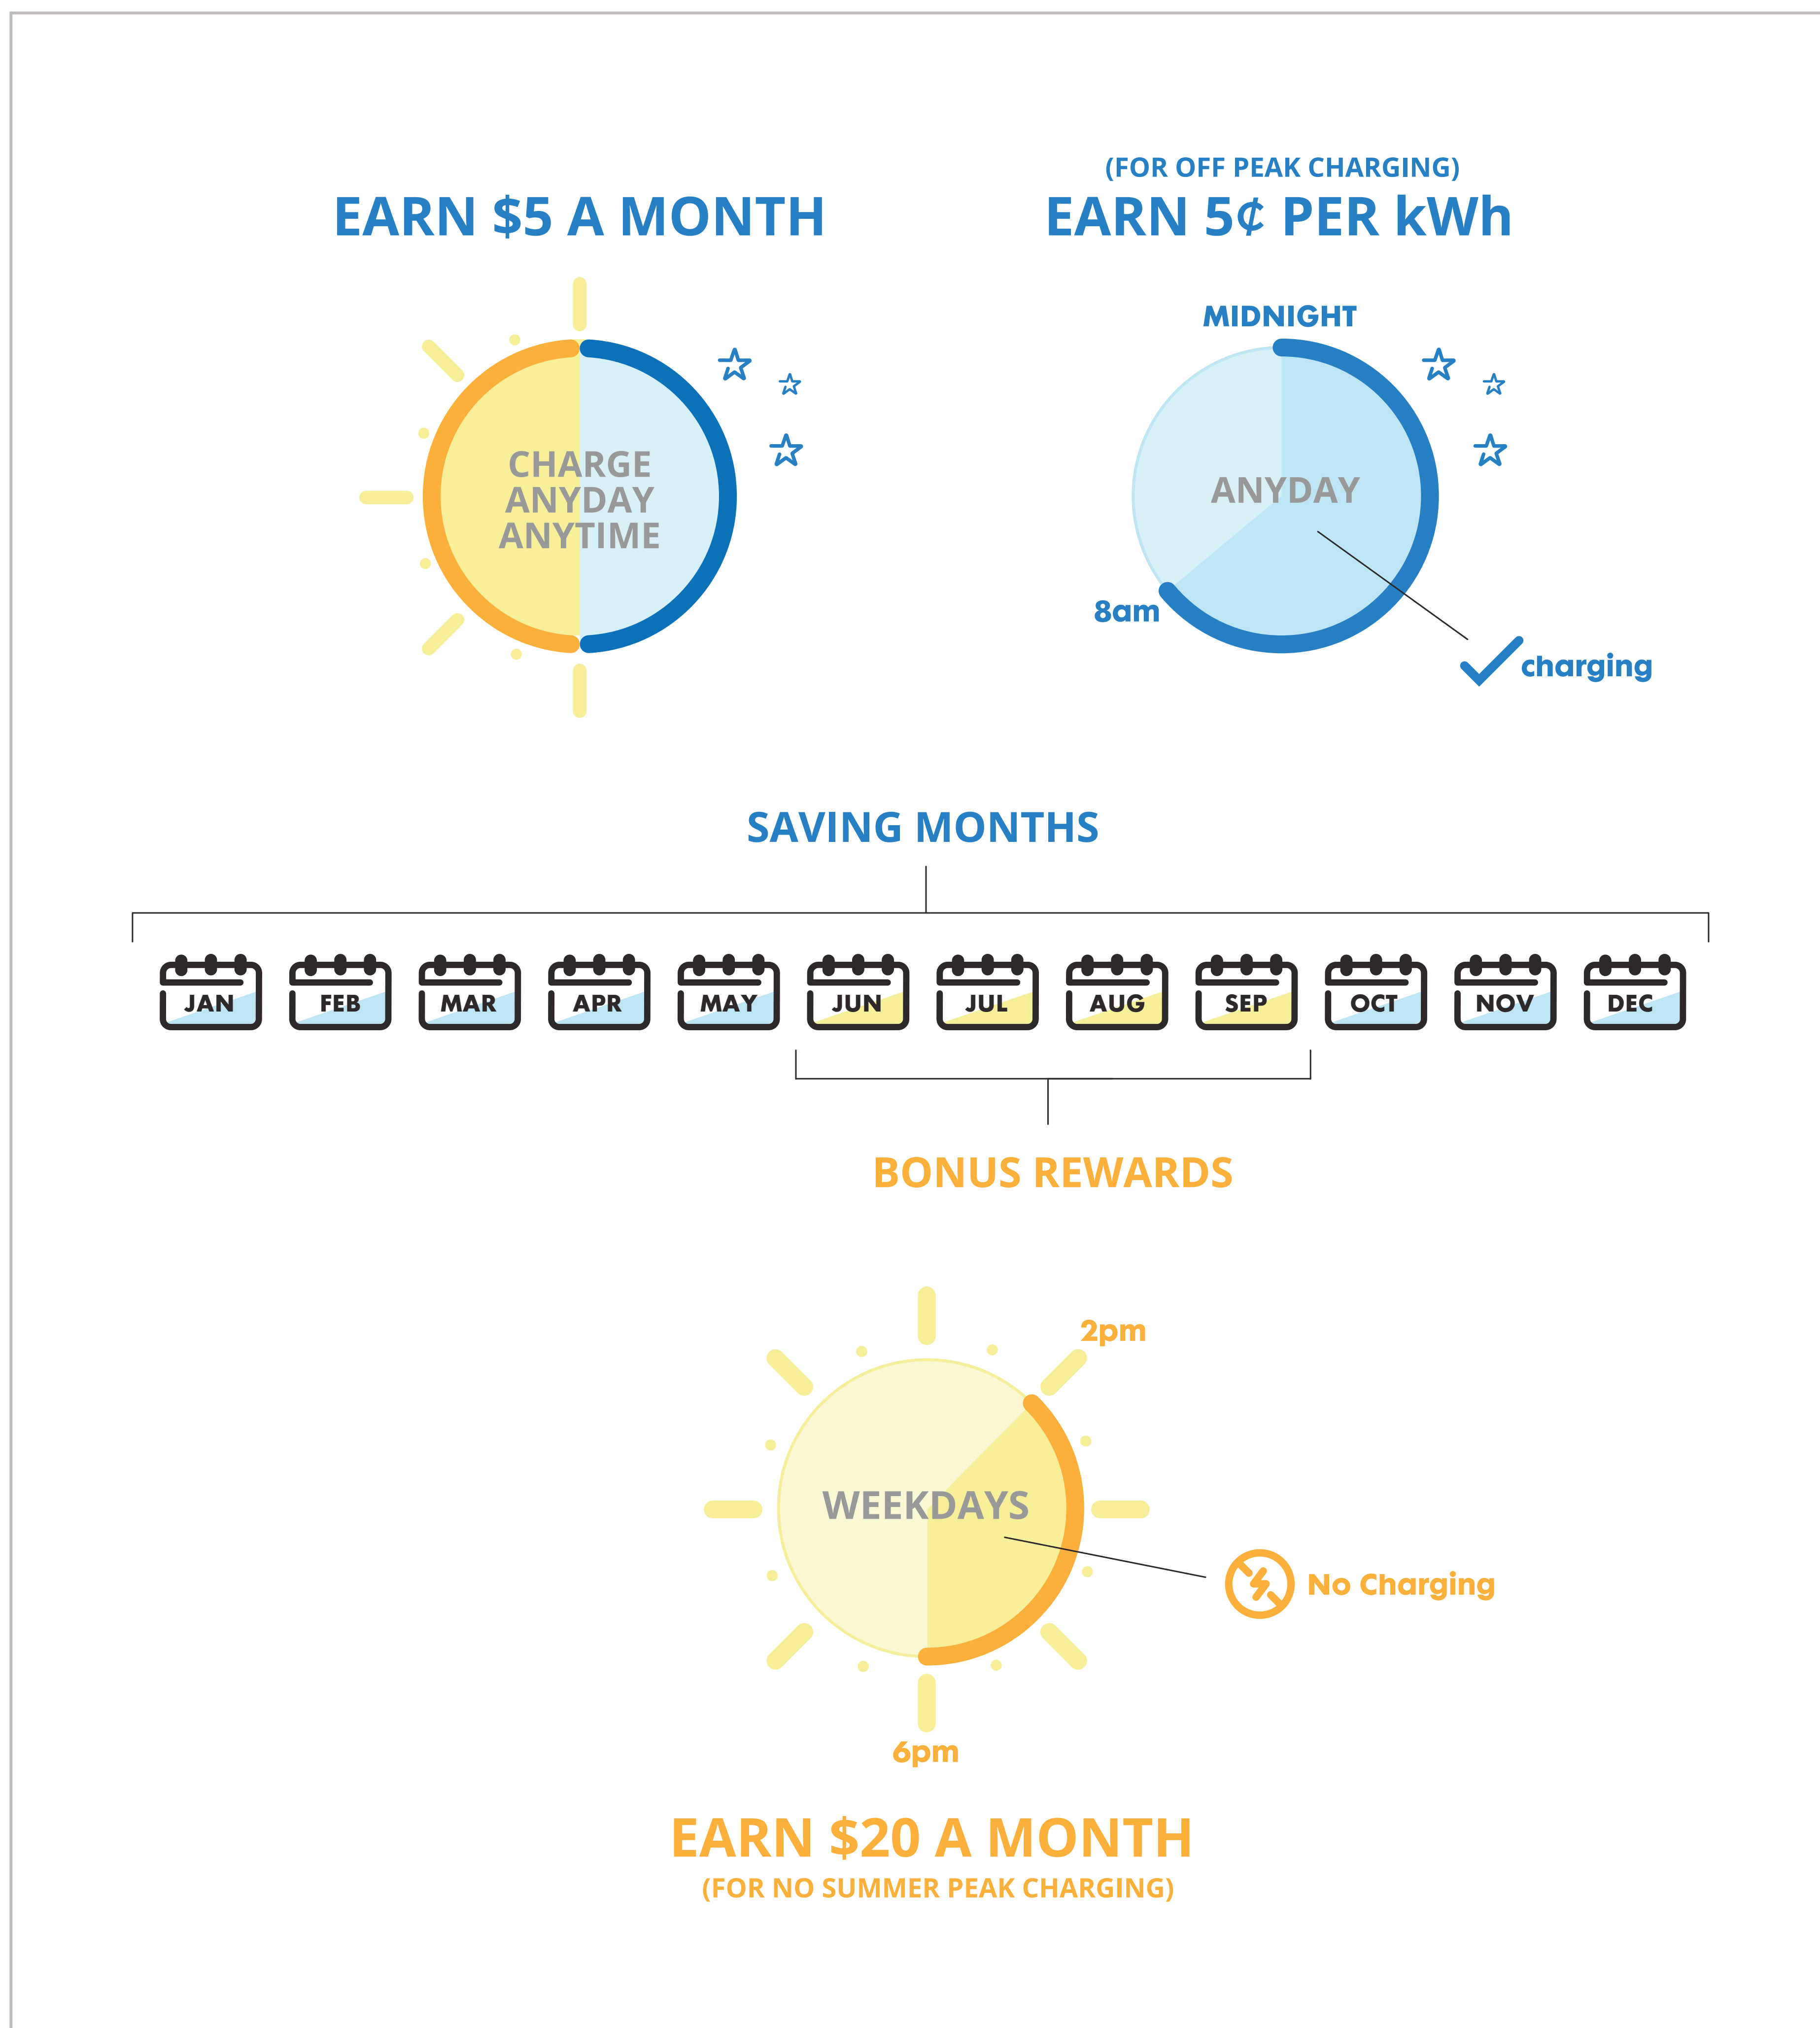 EARN $5 A MONTH
CHARGE
ANYDAY
ANYTIME
(FOR OFF PEAK CHARGING)
EARN 5¢ PER kWh
MIDNIGHT
ANYDAY
8am
charging
SAVING MONTHS
JAN FEB MAR APR MAY JUN JUL AUG SEP OCT NOV DEC
BONUS REWARDS
2pm
WEEKDAYS
No Charging
6pm
EARN $20 A MONTH
(FOR NO SUMMER PEAK CHARGING)